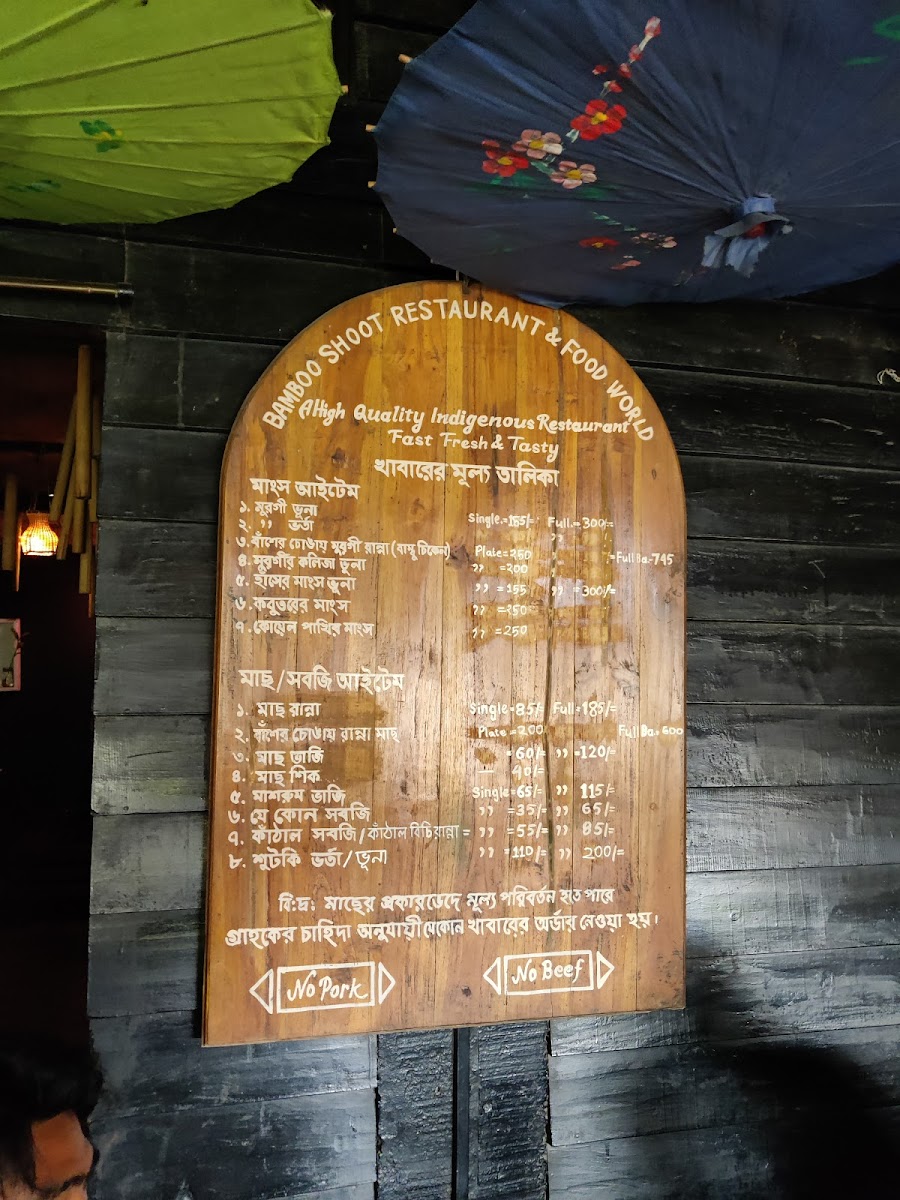 BAMBOO SHOOT RESTAURANT & FOOD WORLD
A High Quality Indigenous Restaurant
Fast Fresh & Tasty
খাবারের মূল্য তালিকা
মাংস আইটেম
১. মুরগী ভুনা Single.=185/= Full.=300/=
২. ,, ভর্তা ,,
৩. বাঁশের চোঙায় মুরগী রান্না (বাম্বু চিকেন) Plate=250 =Full Ba-745
৪. মুরগীর কলিজা ভূনা ,, =200
৫. হাঁসের মাংস ভুনা ,, =155 ,, =300/=
৬. কবুতরের মাংস ,, =250
৭. কোয়েল পাখির মাংস ,, =250
মাছ/সবজি আইটেম
১. মাছ রান্না Single=85/= Full=185/=
২. বাঁশের চোঙায় রান্না মাছ Plate=200 Full Ba.=600
৩. মাছ ভাজি =60/= ,, =120/=
৪. মাছ শিক — 40/=
৫. মাশরুম ভাজি Single=65/= ,, 115/=
৬. যে কোন সবজি ,, =35/= ,, 65/=
৭. কাঁঠাল সবজি/কাঁঠাল বিচি রান্না = ,, =55/= ,, 85/=
৮. শুটকি ভর্তা/ভূনা ,, =110/= ,, 200/=
বি:দ্র: মাছের প্রকারভেদে মূল্য পরিবর্তন হতে পারে
গ্রাহকের চাহিদা অনুযায়ী যেকোন খাবারের অর্ডার নেওয়া হয়।
No Pork No Beef